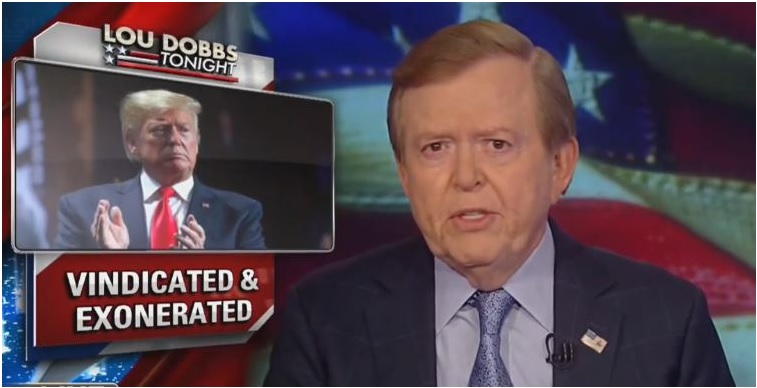 LOU DOBBS
TONIGHT
VINDICATED &
EXONERATED